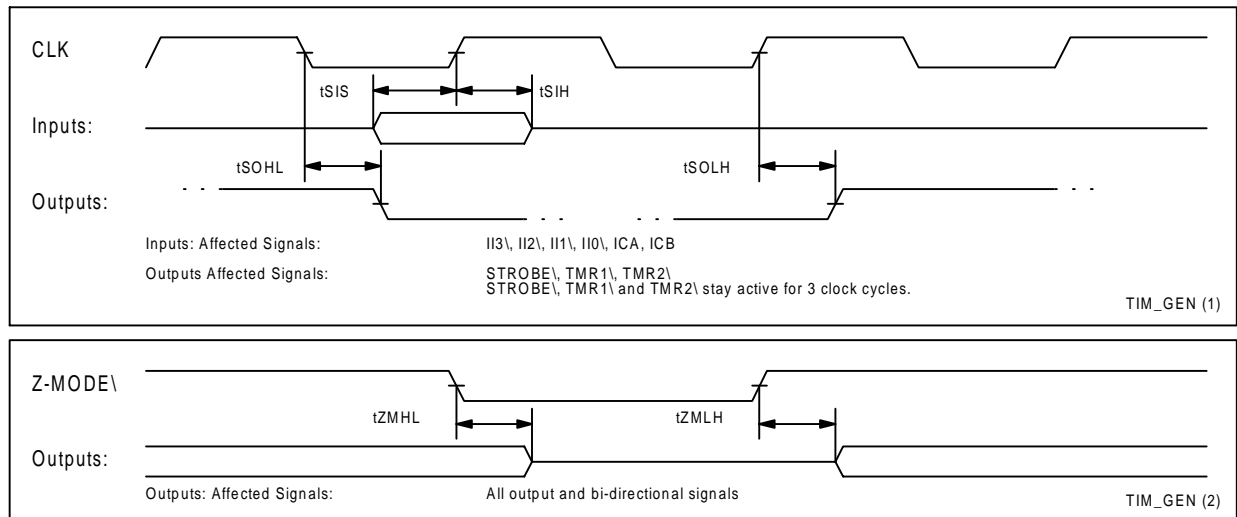 CLK
tSIS
tSIH
Inputs:
tSOHL
tSOLH
Outputs:
Inputs: Affected Signals: II3\, II2\, II1\, II0\, ICA, ICB
Outputs Affected Signals: STROBE\, TMR1\, TMR2\
STROBE\, TMR1\ and TMR2\ stay active for 3 clock cycles.
TIM_GEN (1)
Z-MODE\
tZMHL
tZMLH
Outputs:
Outputs: Affected Signals: All output and bi-directional signals
TIM_GEN (2)